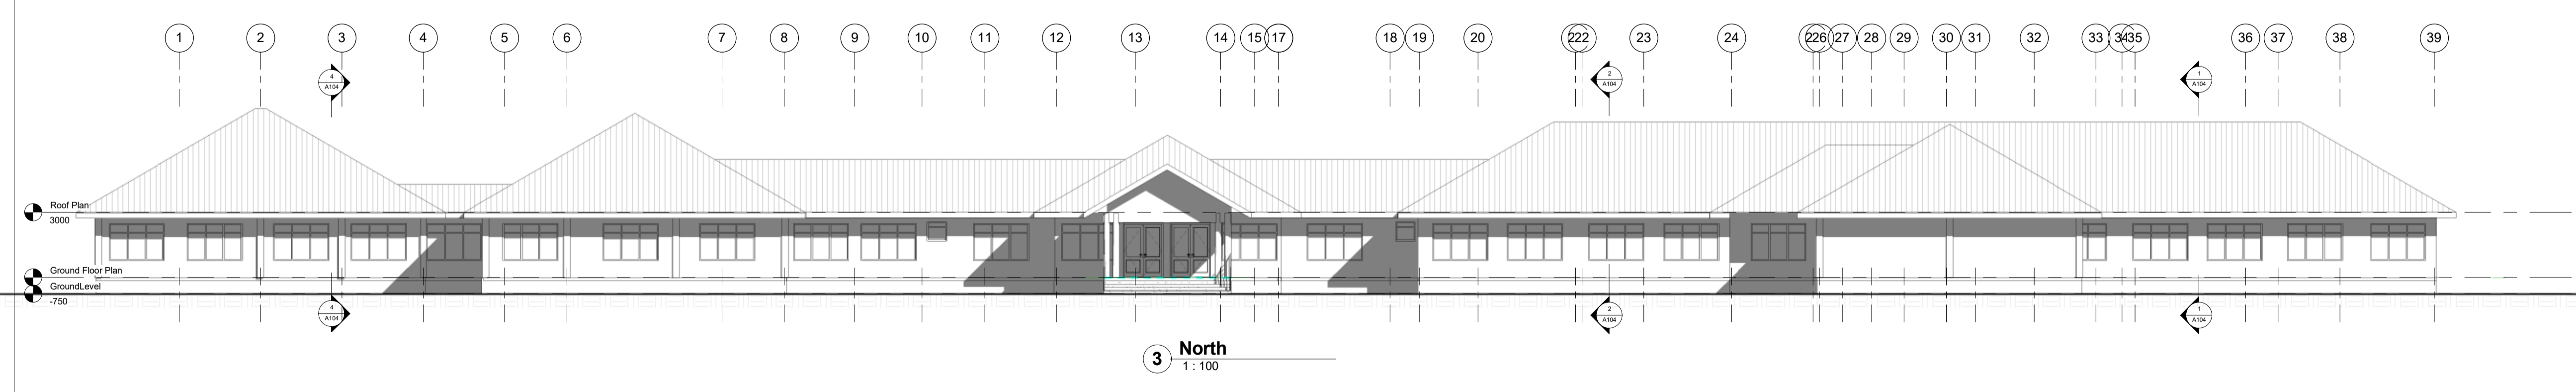 1 2 3 4 5 6 7 8 9 10 11 12 13 14 15 17 18 19 20 22 23 24 26 27 28 29 30 31 32 33 34 35 36 37 38 39
4
A104
2
A104
1
A104
Roof Plan
3000
Ground Floor Plan
GroundLevel
-750
4
A104
2
A104
1
A104
3 North
1 : 100